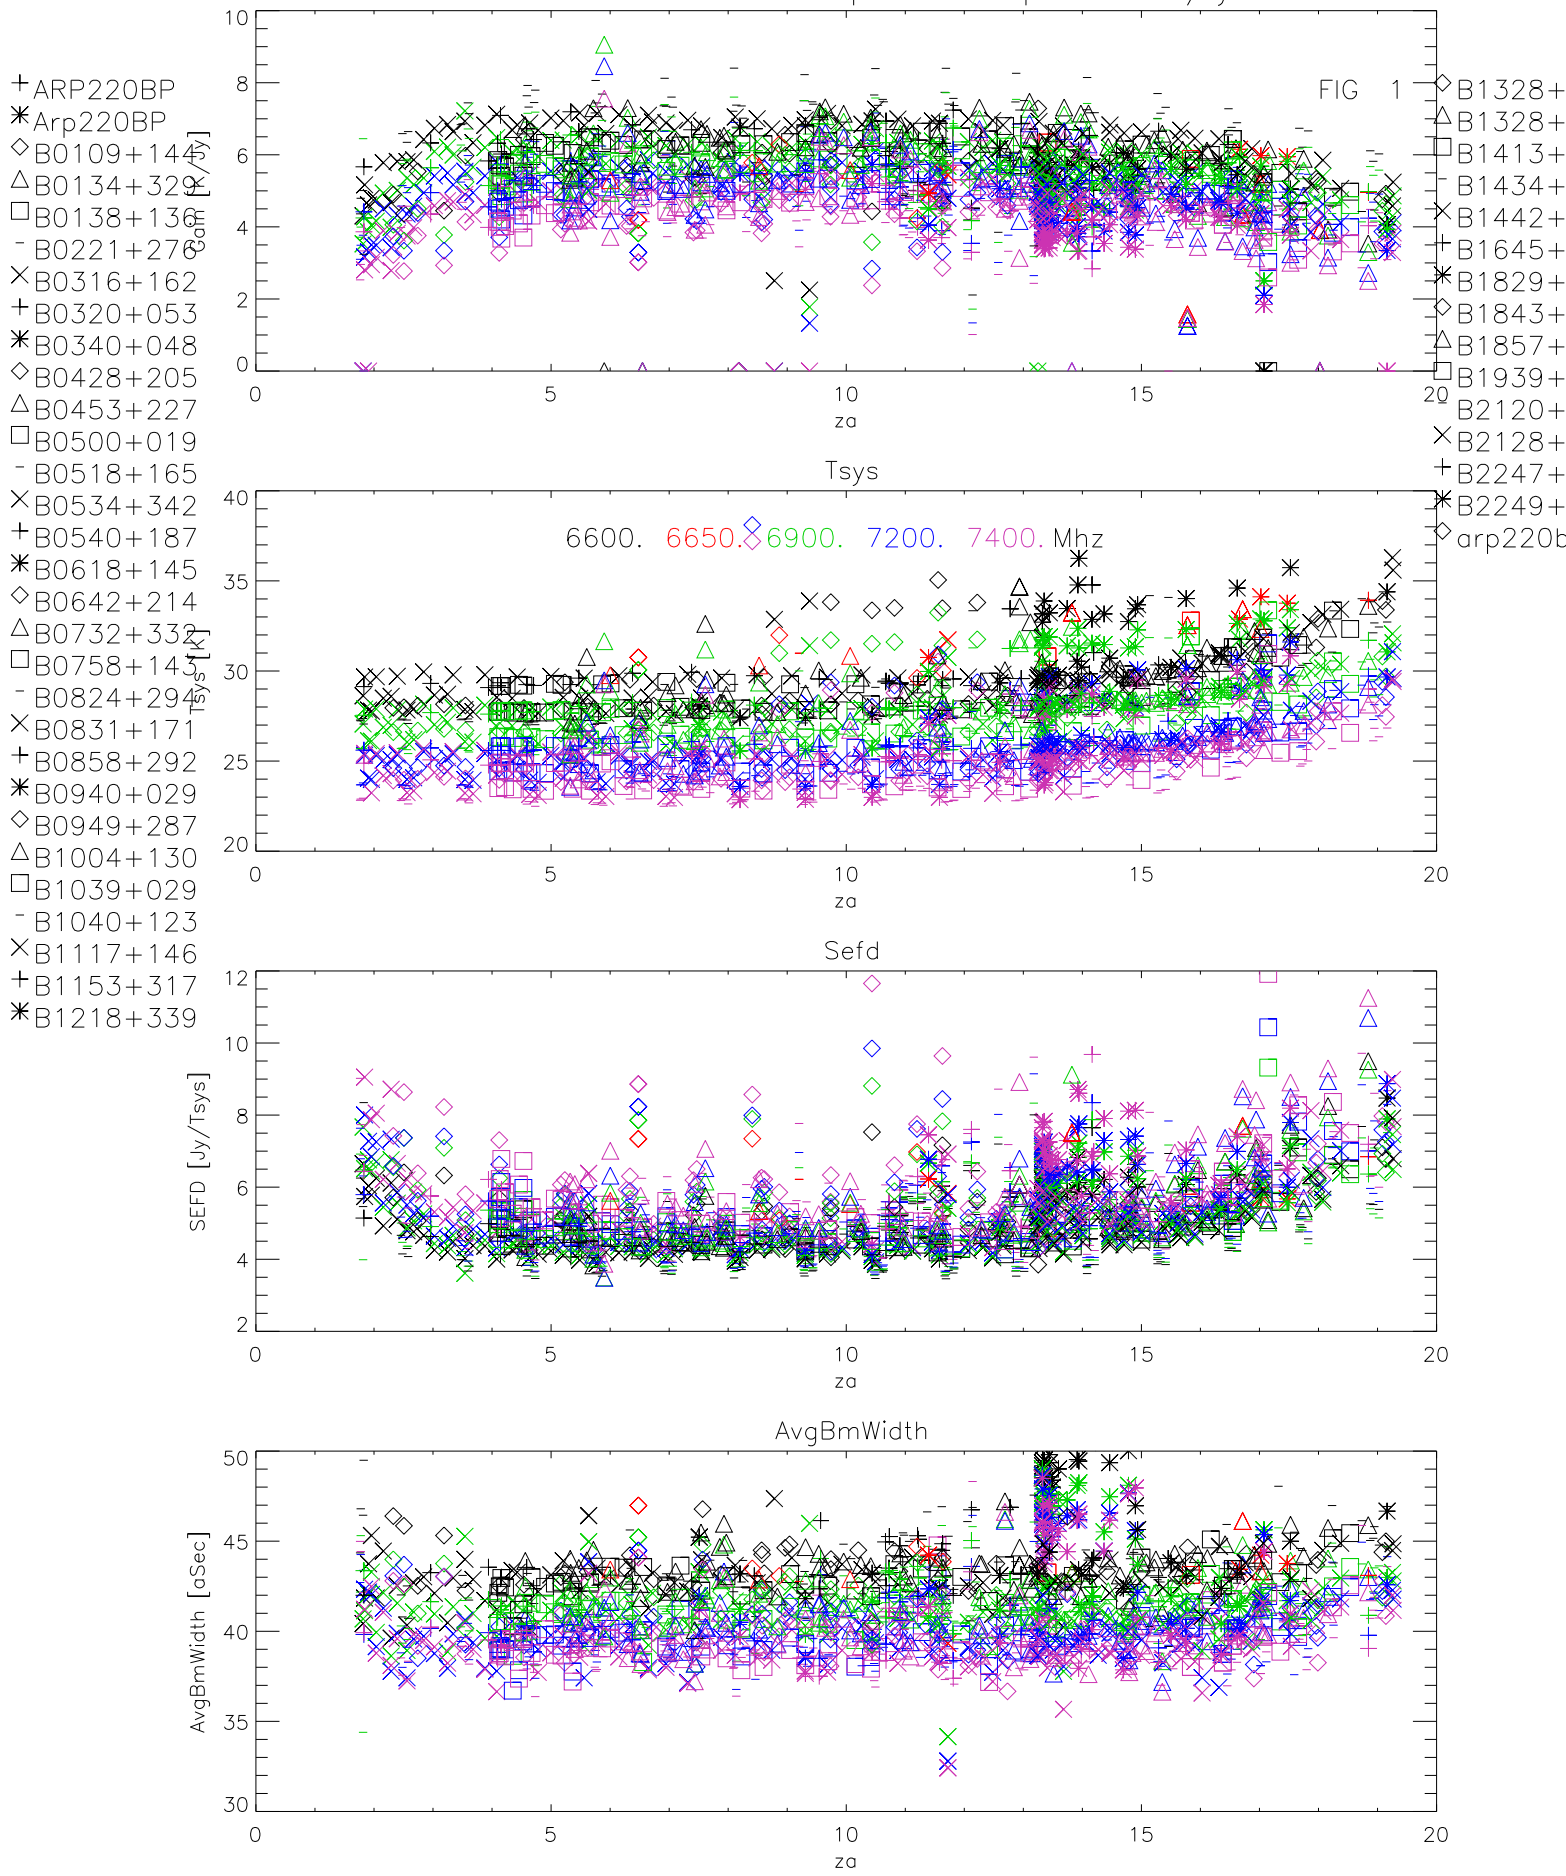 FIG 1
+ARP220BP
*Arp220BP
◇B0109+144
△B0134+329
□B0138+136
-B0221+276
×B0316+162
+B0320+053
*B0340+048
◇B0428+205
△B0453+227
□B0500+019
-B0518+165
×B0534+342
+B0540+187
*B0618+145
◇B0642+214
△B0732+332
□B0758+143
-B0824+294
×B0831+171
+B0858+292
*B0940+029
◇B0949+287
△B1004+130
□B1039+029
-B1040+123
×B1117+146
+B1153+317
*B1218+339
◇B1328+
△B1328+
□B1413+
-B1434+
×B1442+
+B1645+
*B1829+
◇B1843+
△B1857+
□B1939+
-B2120+
×B2128+
+B2247+
*B2249+
◇arp220b
Gain [K/Jy]
10
8
6
4
2
0
0 5 10 15 20
za
Tsys
6600. 6650. 6900. 7200. 7400. Mhz
Tsys [K]
40
35
30
25
20
0 5 10 15 20
za
Sefd
SEFD [Jy/Tsys]
12
10
8
6
4
2
0 5 10 15 20
za
AvgBmWidth
AvgBmWidth [aSec]
50
45
40
35
30
0 5 10 15 20
za